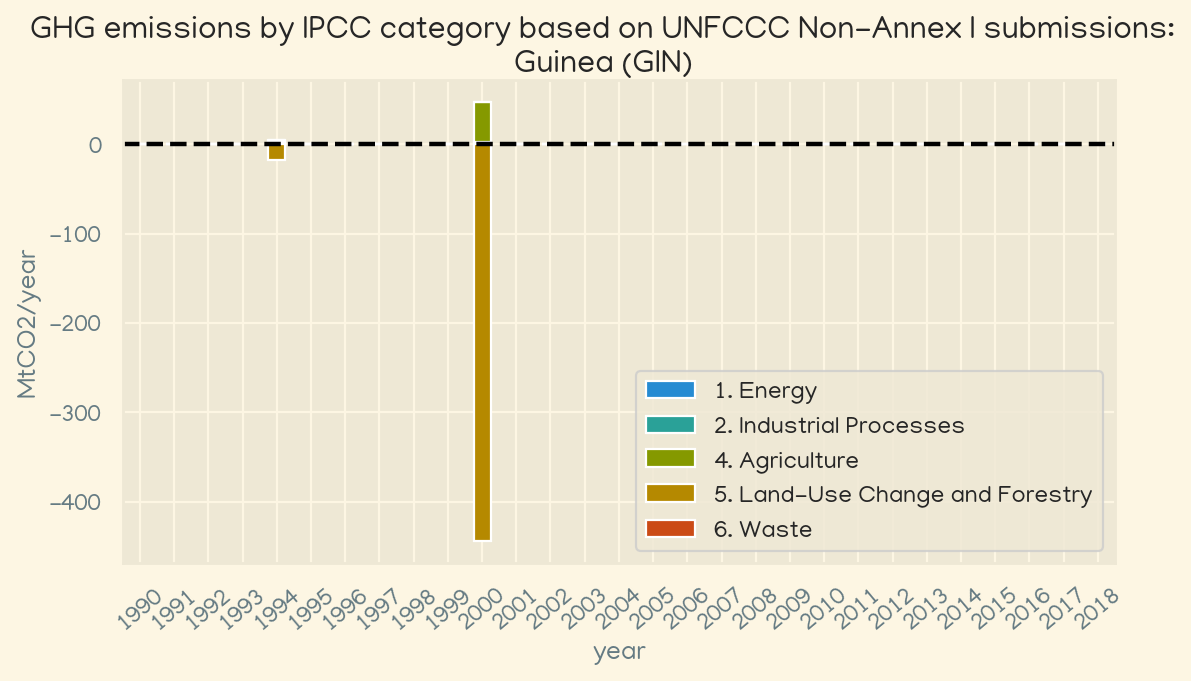 GHG emissions by IPCC category based on UNFCCC Non-Annex I submissions:
Guinea (GIN)
MtCO2/year
0
-100
-200
-300
-400
1. Energy
2. Industrial Processes
4. Agriculture
5. Land-Use Change and Forestry
6. Waste
1990 1991 1992 1993 1994 1995 1996 1997 1998 1999 2000 2001 2002 2003 2004 2005 2006 2007 2008 2009 2010 2011 2012 2013 2014 2015 2016 2017 2018
year